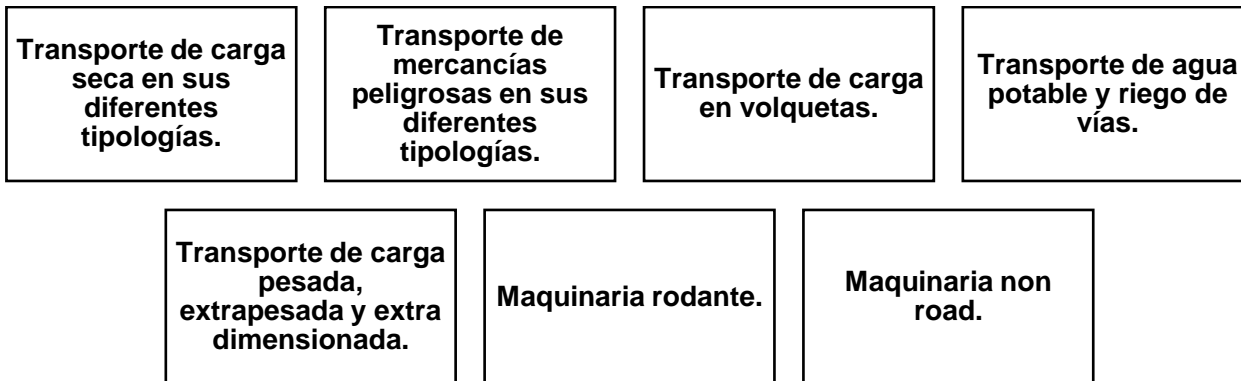 Transporte de carga
seca en sus
diferentes
tipologías.
Transporte de
mercancías
peligrosas en sus
diferentes
tipologías.
Transporte de carga
en volquetas.
Transporte de agua
potable y riego de
vías.
Transporte de carga
pesada,
extrapesada y extra
dimensionada.
Maquinaria rodante.
Maquinaria non
road.